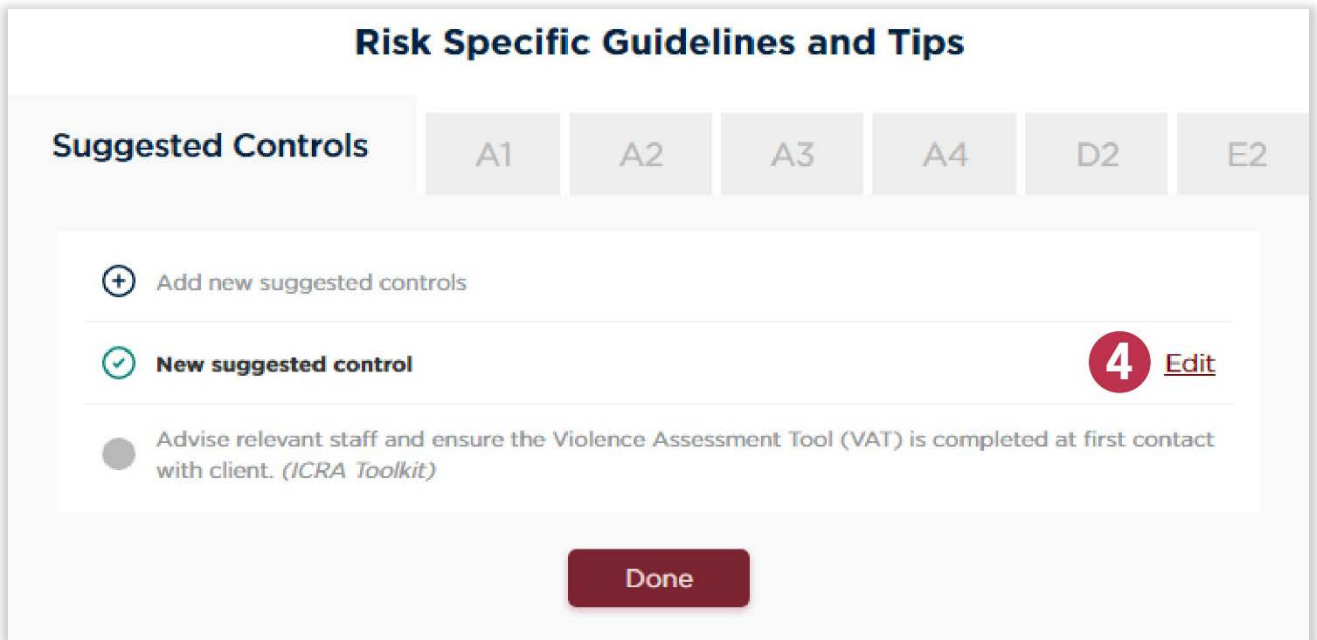 Risk Specific Guidelines and Tips
Suggested Controls A1 A2 A3 A4 D2 E2
Add new suggested controls
New suggested control 4 Edit
Advise relevant staff and ensure the Violence Assessment Tool (VAT) is completed at first contact
with client. (ICRA Toolkit)
Done